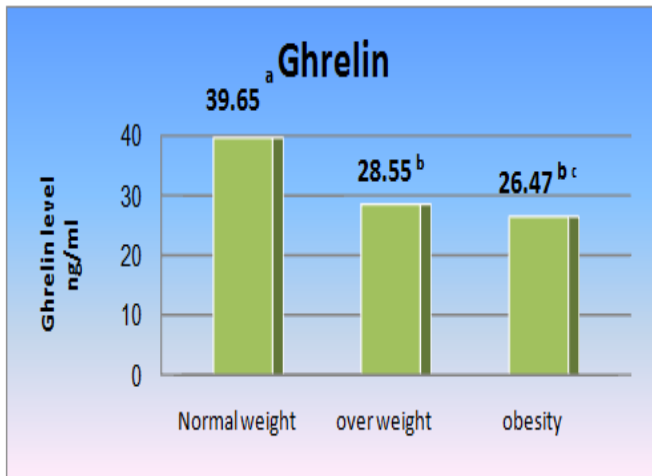 a Ghrelin
39.65
28.55 b
26.47 b c
Ghrelin level
ng/ml
40
30
20
10
0
Normal weight
over weight
obesity